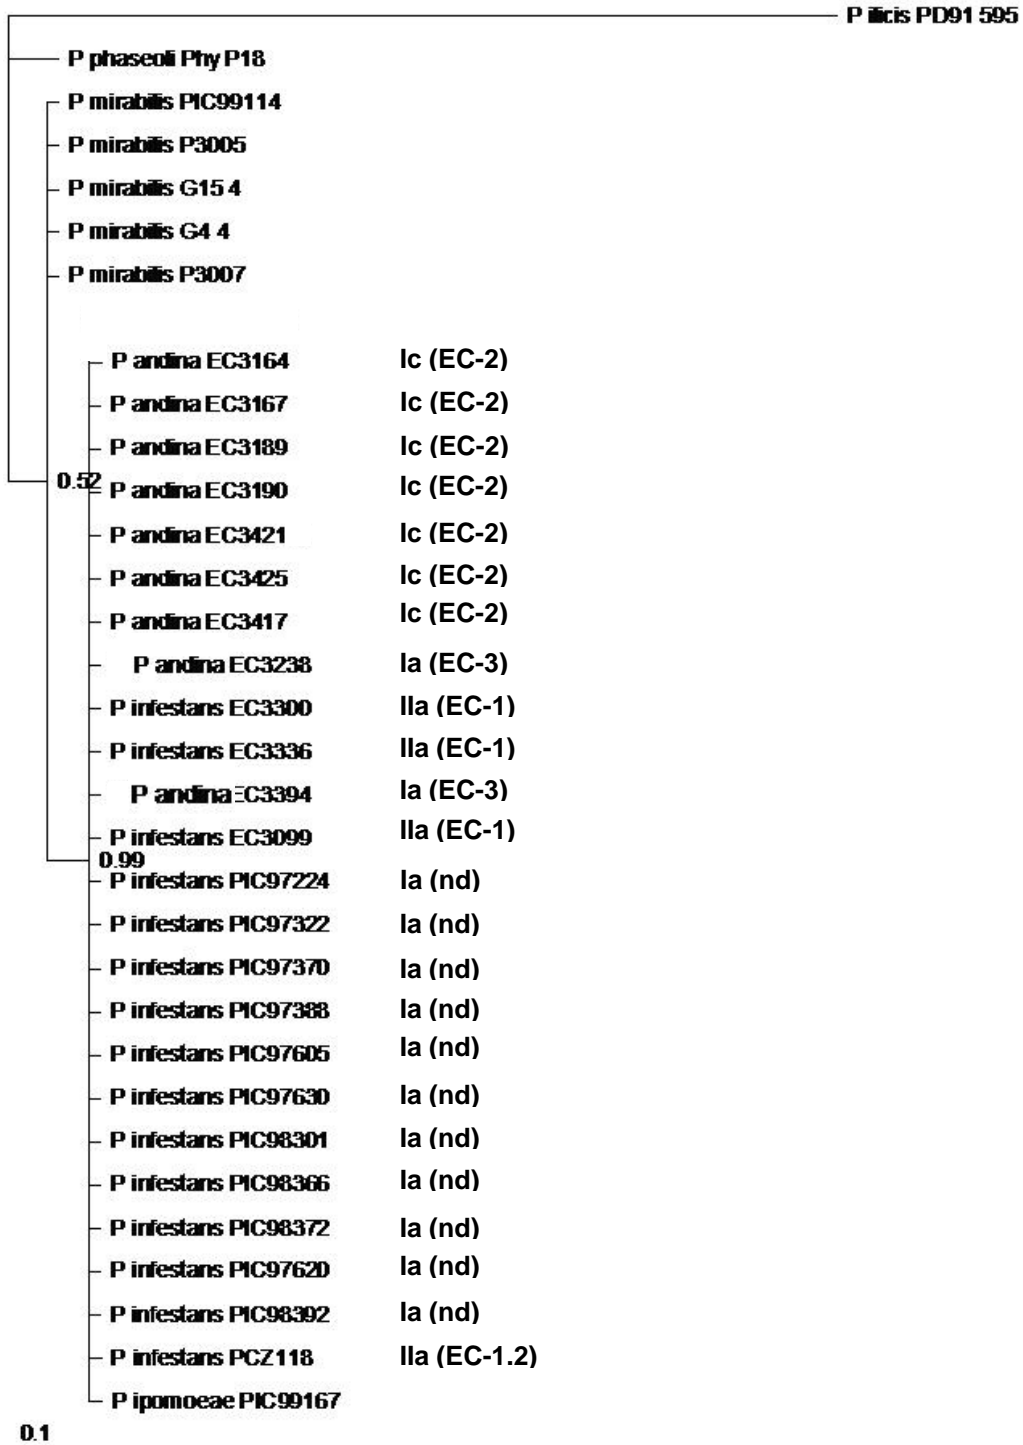 P ilicis PD91 595
P phaseoli Phy P18
P mirabilis PIC99114
P mirabilis P3005
P mirabilis G15 4
P mirabilis G4 4
P mirabilis P3007
P andina EC3164 Ic (EC-2)
P andina EC3167 Ic (EC-2)
P andina EC3189 Ic (EC-2)
0.52 P andina EC3190 Ic (EC-2)
P andina EC3421 Ic (EC-2)
P andina EC3425 Ic (EC-2)
P andina EC3417 Ic (EC-2)
P andina EC3238 Ia (EC-3)
P infestans EC3300 IIa (EC-1)
P infestans EC3336 IIa (EC-1)
P andina EC3394 Ia (EC-3)
P infestans EC3099 IIa (EC-1)
0.99
P infestans PIC97224 Ia (nd)
P infestans PIC97322 Ia (nd)
P infestans PIC97370 Ia (nd)
P infestans PIC97388 Ia (nd)
P infestans PIC97605 Ia (nd)
P infestans PIC97630 Ia (nd)
P infestans PIC98301 Ia (nd)
P infestans PIC98366 Ia (nd)
P infestans PIC98372 Ia (nd)
P infestans PIC97620 Ia (nd)
P infestans PIC98392 Ia (nd)
P infestans PCZ118 IIa (EC-1.2)
P ipomoeae PIC99167
0.1